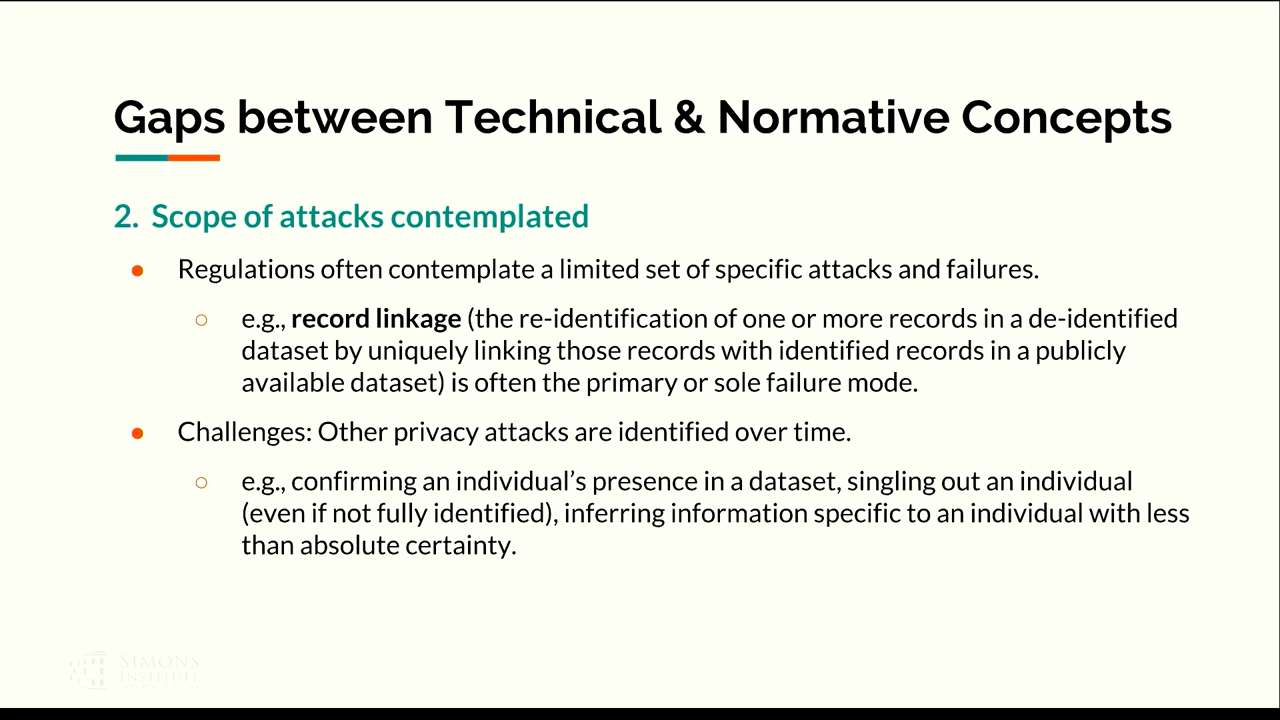 Gaps between Technical & Normative Concepts
2. Scope of attacks contemplated
● Regulations often contemplate a limited set of specific attacks and failures.
○ e.g., record linkage (the re-identification of one or more records in a de-identified
dataset by uniquely linking those records with identified records in a publicly
available dataset) is often the primary or sole failure mode.
● Challenges: Other privacy attacks are identified over time.
○ e.g., confirming an individual’s presence in a dataset, singling out an individual
(even if not fully identified), inferring information specific to an individual with less
than absolute certainty.
SIMONS
INSTITUTE